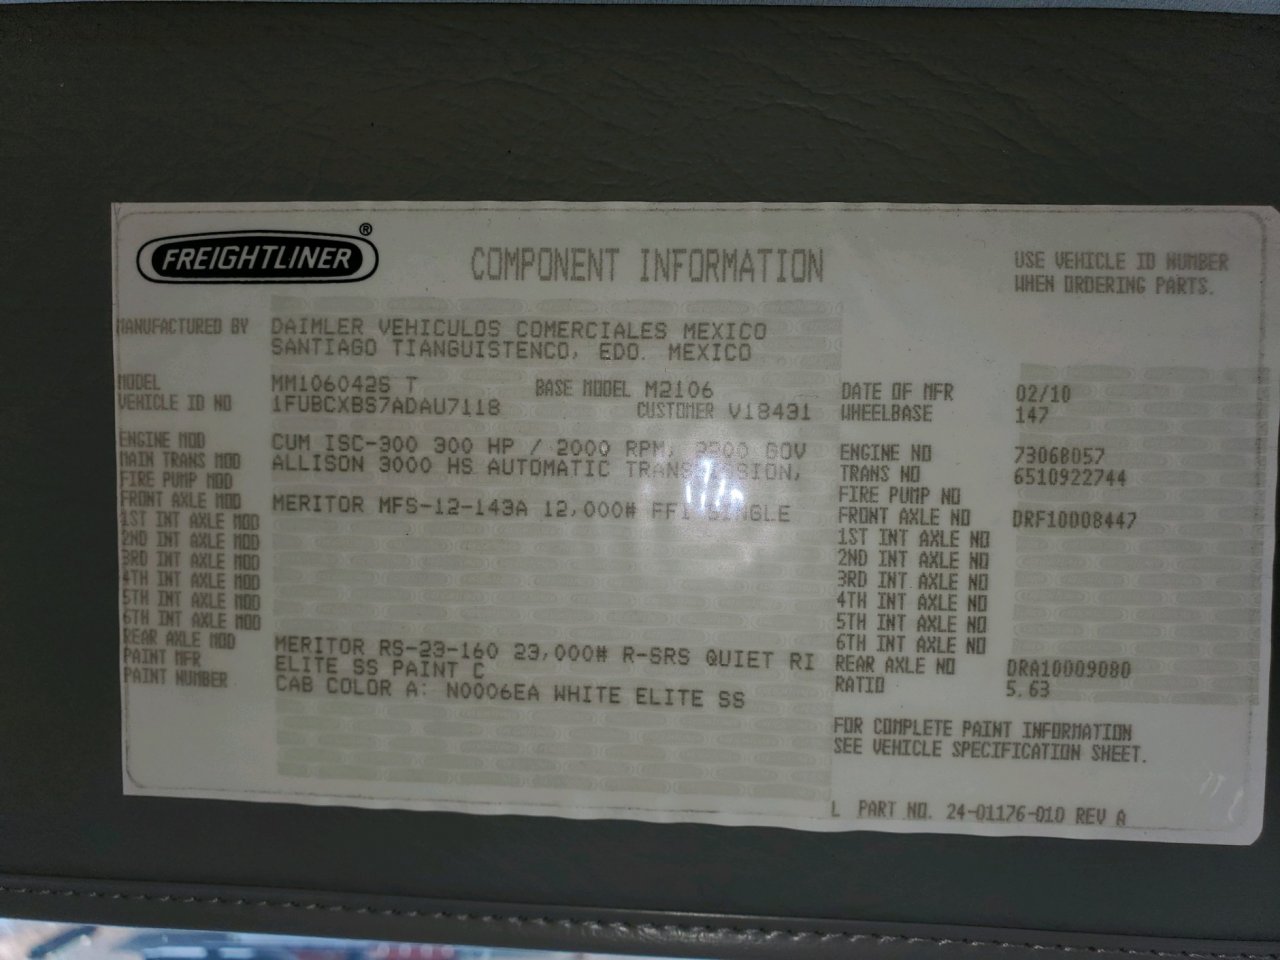 FREIGHTLINER®
COMPONENT INFORMATION
USE VEHICLE ID NUMBER
WHEN ORDERING PARTS.
MANUFACTURED BY DAIMLER VEHICULOS COMERCIALES MEXICO
SANTIAGO TIANGUISTENCO, EDO. MEXICO
MODEL MM106042S T BASE MODEL M2106 DATE OF MFR 02/10
VEHICLE ID NO 1FUBCXBS7ADAU7118 CUSTOMER V18431 WHEELBASE 147
ENGINE MOD CUM ISC-300 300 HP / 2000 RPM, GOV ENGINE NO 73068057
MAIN TRANS MOD ALLISON 3000 HS AUTOMATIC TRANSMISSION, TRANS NO 6510922744
FIRE PUMP MOD FIRE PUMP NO
FRONT AXLE MOD MERITOR MFS-12-143A 12,000# FF1 SINGLE FRONT AXLE NO DRF10008447
1ST INT AXLE MOD 1ST INT AXLE NO
2ND INT AXLE MOD 2ND INT AXLE NO
3RD INT AXLE MOD 3RD INT AXLE NO
4TH INT AXLE MOD 4TH INT AXLE NO
5TH INT AXLE MOD 5TH INT AXLE NO
6TH INT AXLE MOD 6TH INT AXLE NO
REAR AXLE MOD MERITOR RS-23-160 23,000# R-SRS QUIET RI REAR AXLE NO DRA10009080
PAINT MFR ELITE SS PAINT C RATIO 5.63
PAINT NUMBER CAB COLOR A: N0006EA WHITE ELITE SS
FOR COMPLETE PAINT INFORMATION
SEE VEHICLE SPECIFICATION SHEET.
L PART NO. 24-01176-010 REV A